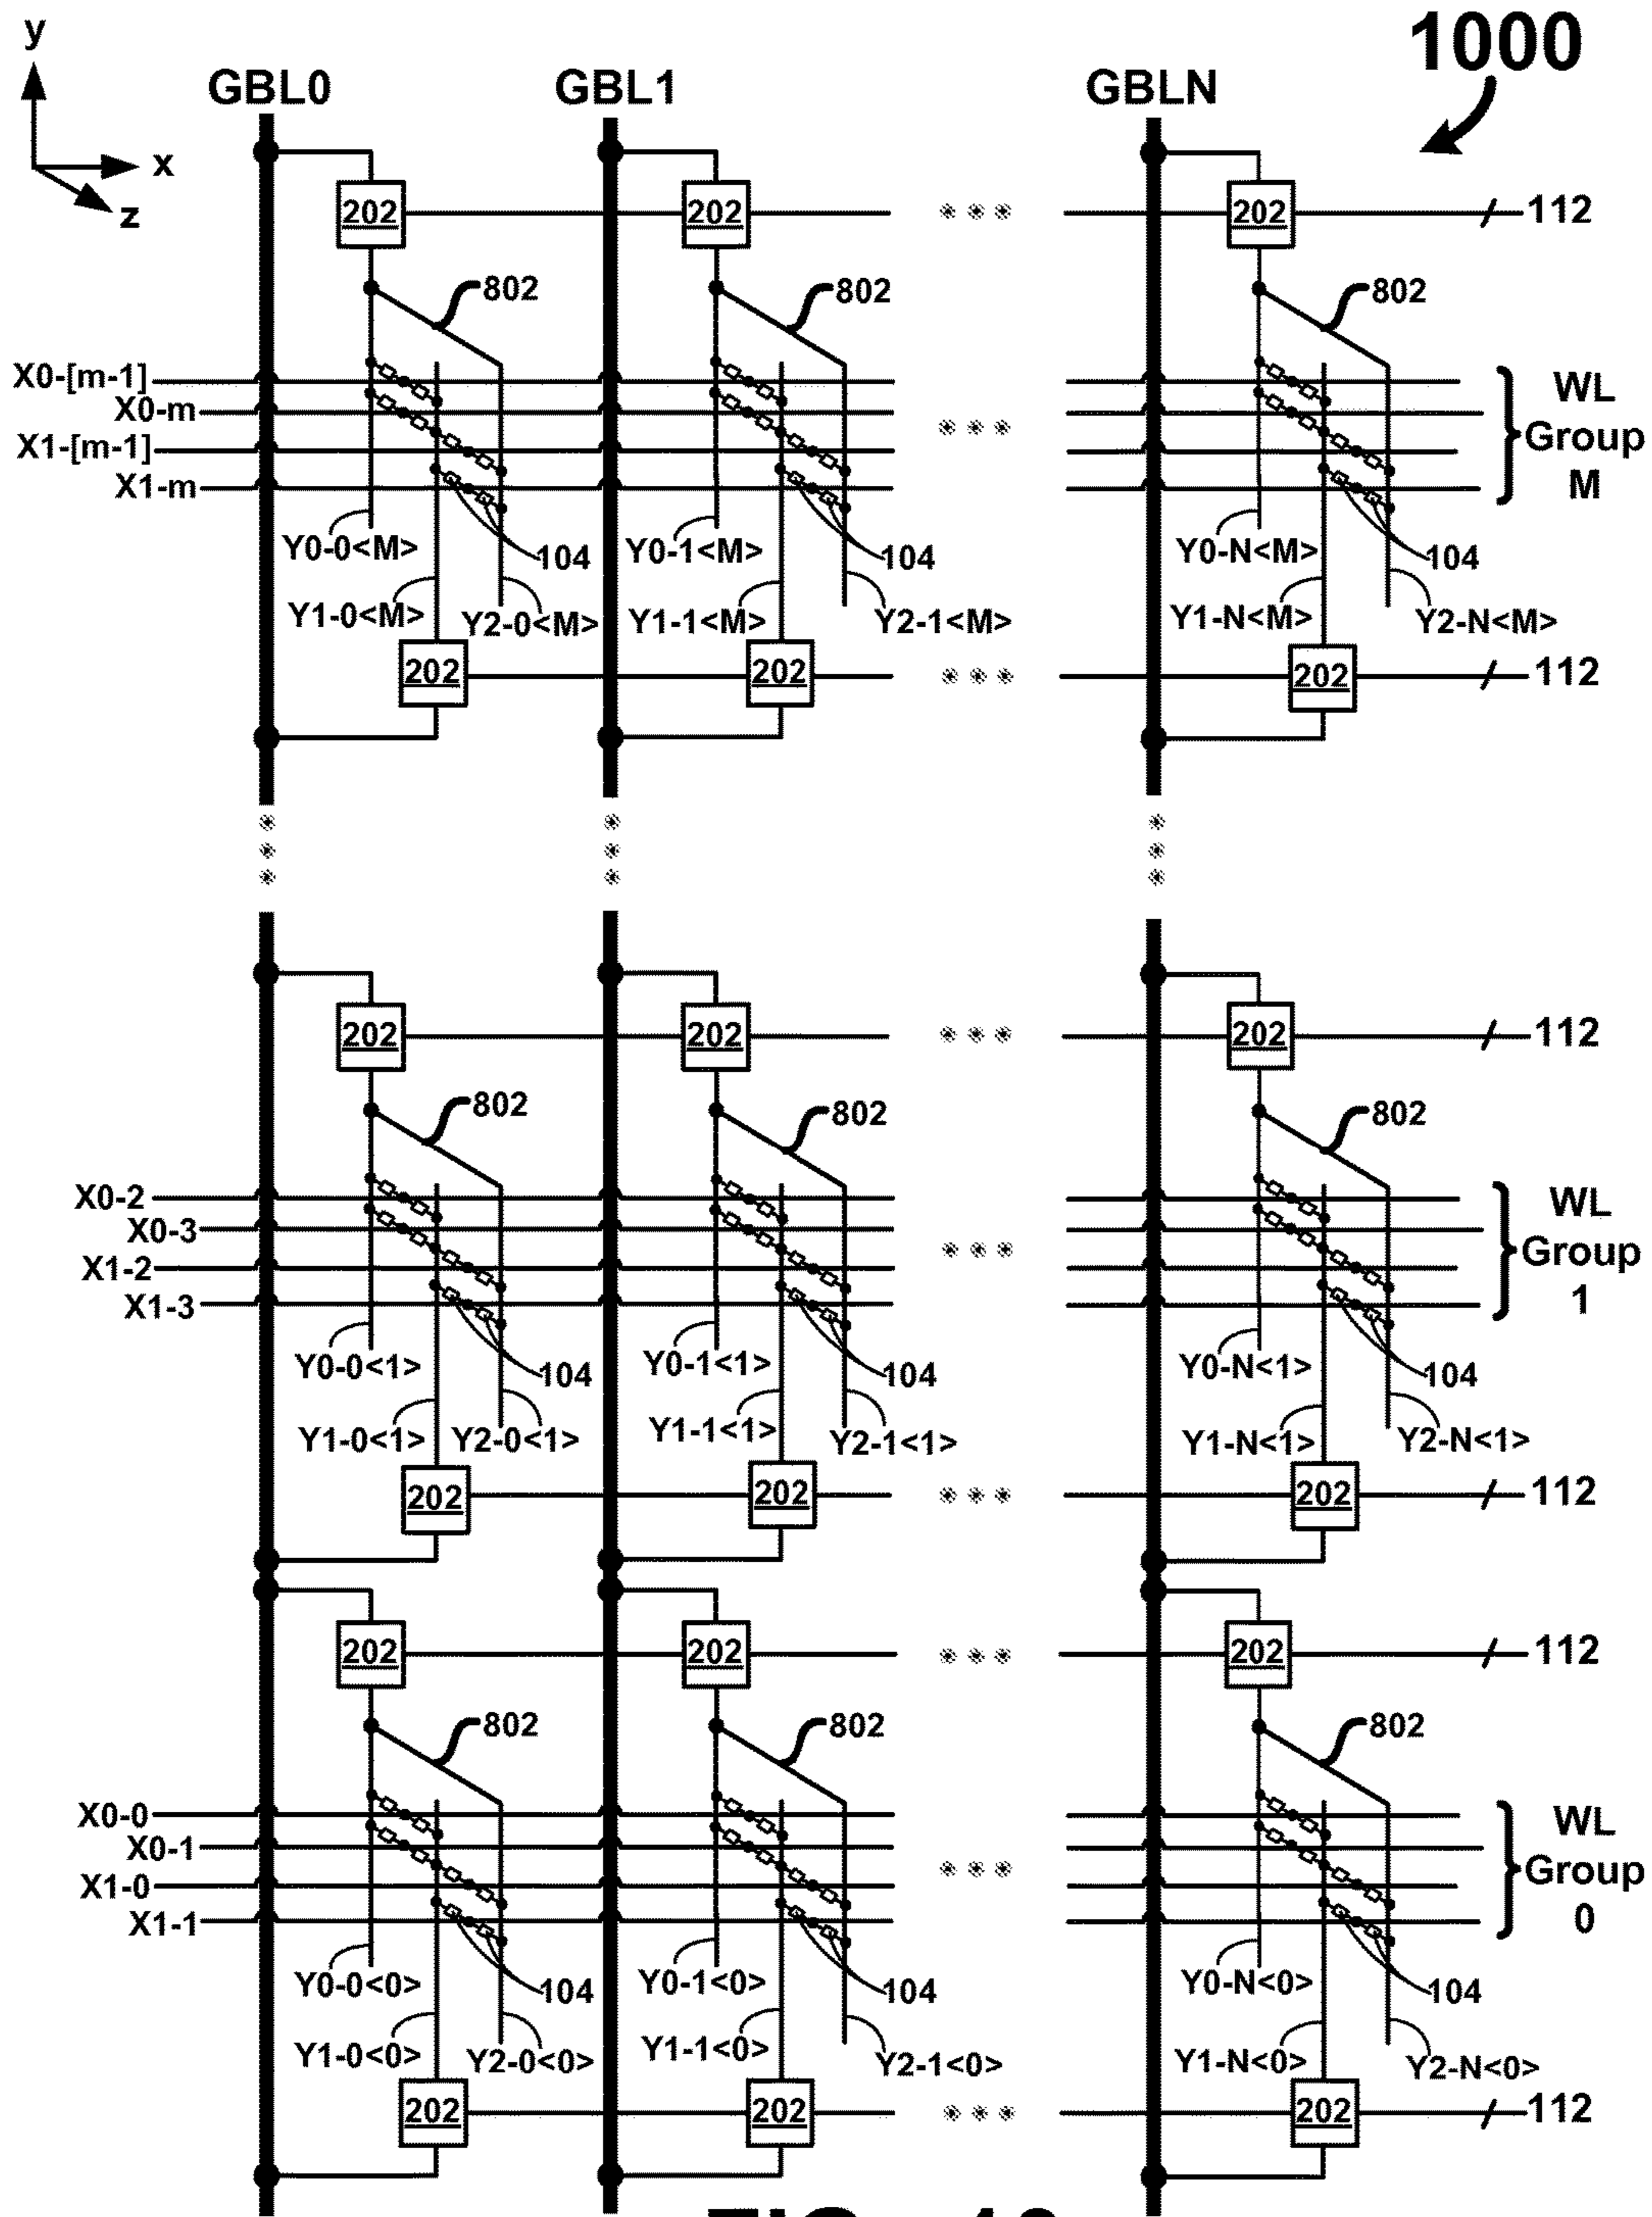 1000
y
x
z
GBL0 GBL1 GBLN
202 202 202 112
802 802 802
X0-[m-1]
X0-m
X1-[m-1]
X1-m
WL
Group
M
Y0-0<M> 104 Y0-1<M> 104 Y0-N<M> 104
Y1-0<M> Y2-0<M> Y1-1<M> Y2-1<M> Y1-N<M> Y2-N<M>
202 202 202 112
202 202 202 112
802 802 802
X0-2
X0-3
X1-2
X1-3
WL
Group
1
Y0-0<1> 104 Y0-1<1> 104 Y0-N<1> 104
Y1-0<1> Y2-0<1> Y1-1<1> Y2-1<1> Y1-N<1> Y2-N<1>
202 202 202 112
202 202 202 112
802 802 802
X0-0
X0-1
X1-0
X1-1
WL
Group
0
Y0-0<0> 104 Y0-1<0> 104 Y0-N<0> 104
Y1-0<0> Y2-0<0> Y1-1<0> Y2-1<0> Y1-N<0> Y2-N<0>
202 202 202 112